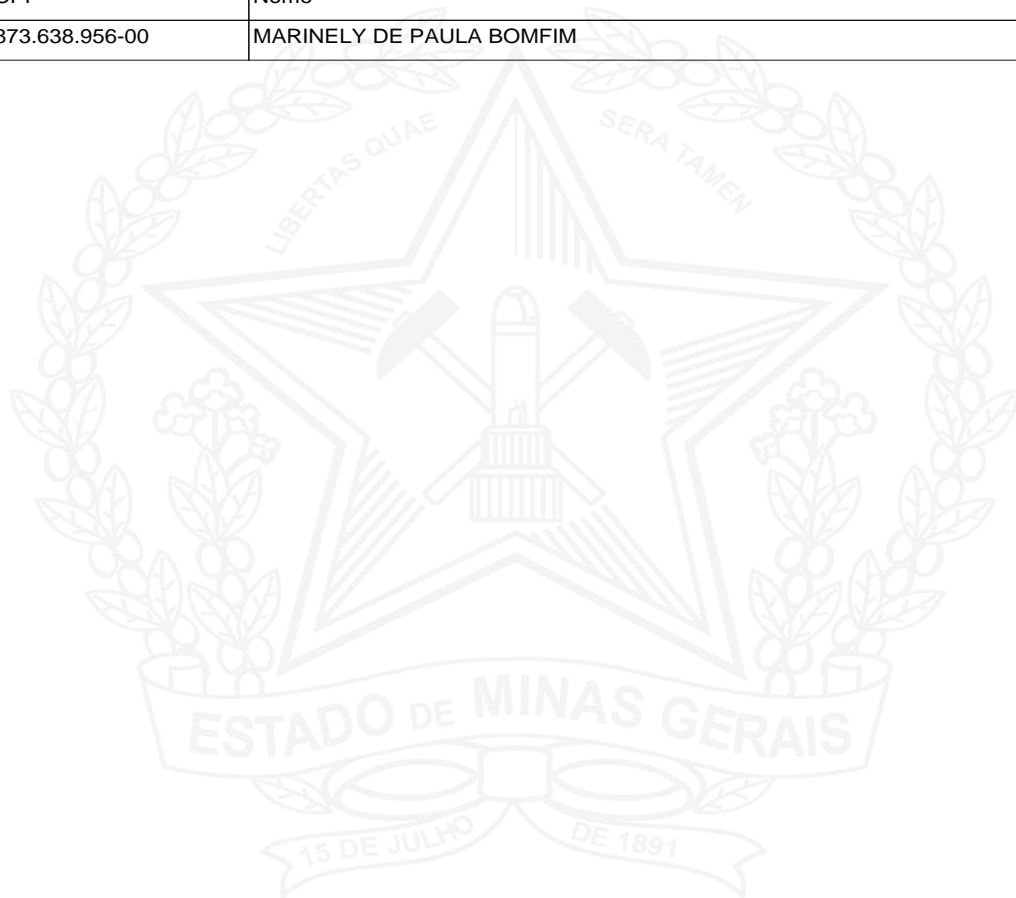 Nome
373.638.956-00 MARINELY DE PAULA BOMFIM
LIBERTAS QUAE SERA TAMEN
ESTADO DE MINAS GERAIS
15 DE JULHO DE 1891